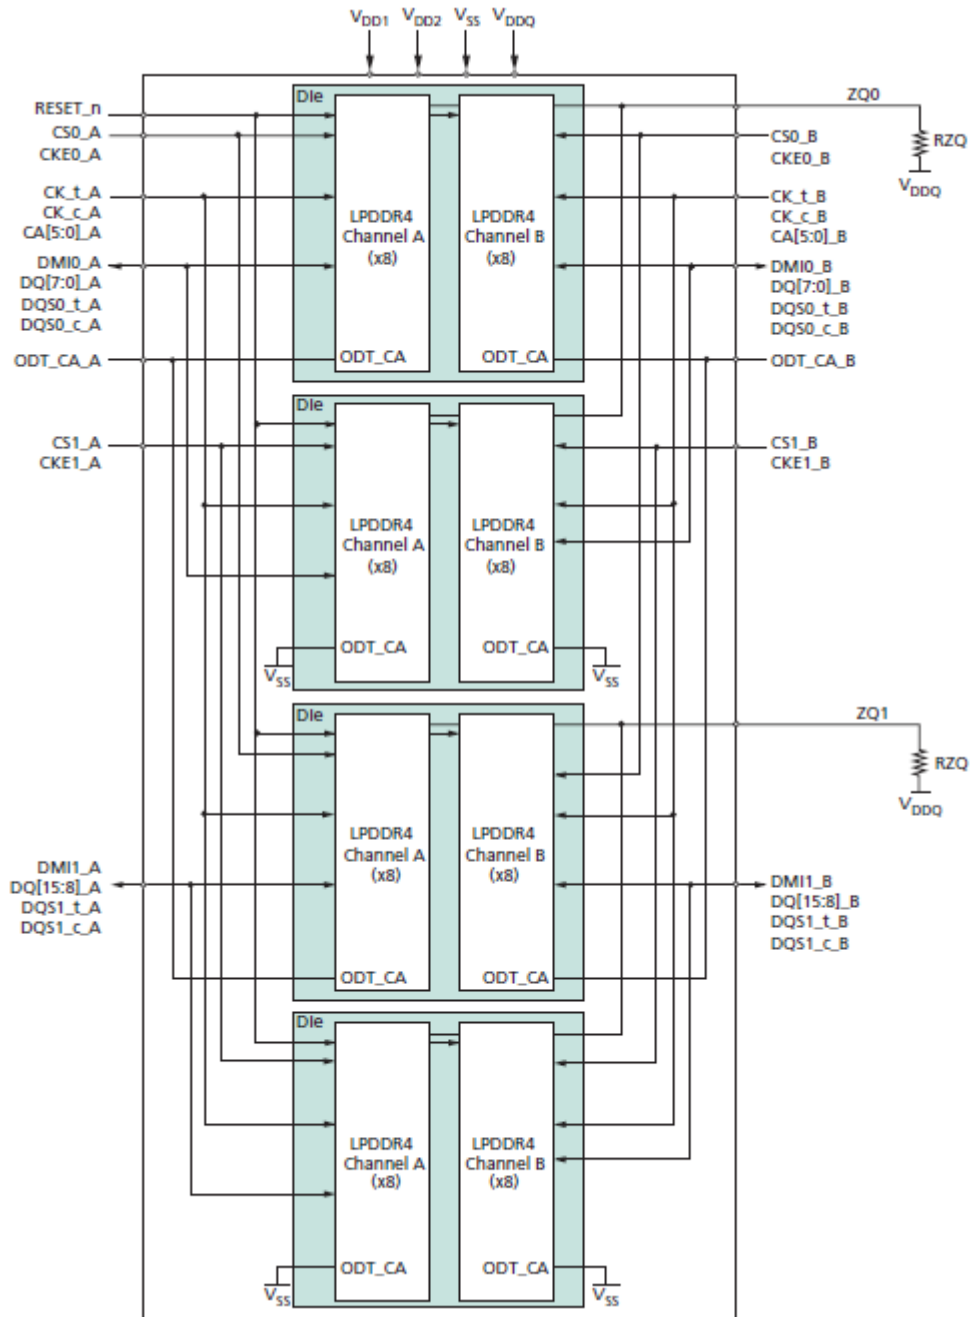 VDD1 VDD2 VSS VDDQ
Die
RESET_n
ZQ0
CS0_A
CKE0_A
CS0_B
CKE0_B
RZQ
VDDQ
CK_t_A
CK_c_A
CA[5:0]_A
LPDDR4
Channel A
(x8)
LPDDR4
Channel B
(x8)
CK_t_B
CK_c_B
CA[5:0]_B
DMI0_A
DQ[7:0]_A
DQS0_t_A
DQS0_c_A
DMI0_B
DQ[7:0]_B
DQS0_t_B
DQS0_c_B
ODT_CA_A
ODT_CA
ODT_CA
ODT_CA_B
Die
CS1_A
CKE1_A
CS1_B
CKE1_B
LPDDR4
Channel A
(x8)
LPDDR4
Channel B
(x8)
ODT_CA
ODT_CA
VSS
VSS
Die
ZQ1
RZQ
VDDQ
LPDDR4
Channel A
(x8)
LPDDR4
Channel B
(x8)
DMI1_A
DQ[15:8]_A
DQS1_t_A
DQS1_c_A
DMI1_B
DQ[15:8]_B
DQS1_t_B
DQS1_c_B
ODT_CA
ODT_CA
Die
LPDDR4
Channel A
(x8)
LPDDR4
Channel B
(x8)
ODT_CA
ODT_CA
VSS
VSS